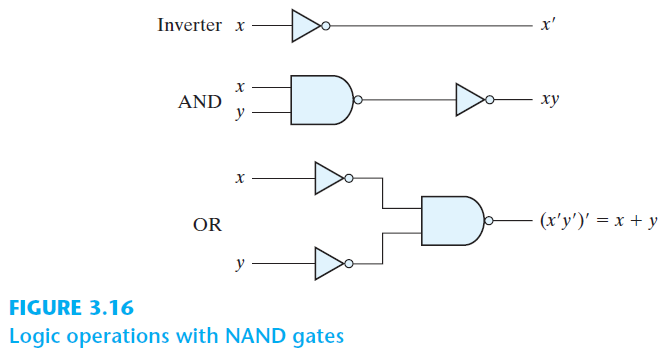 Inverter x x'
AND x y xy
OR x y (x'y')' = x + y
FIGURE 3.16
Logic operations with NAND gates